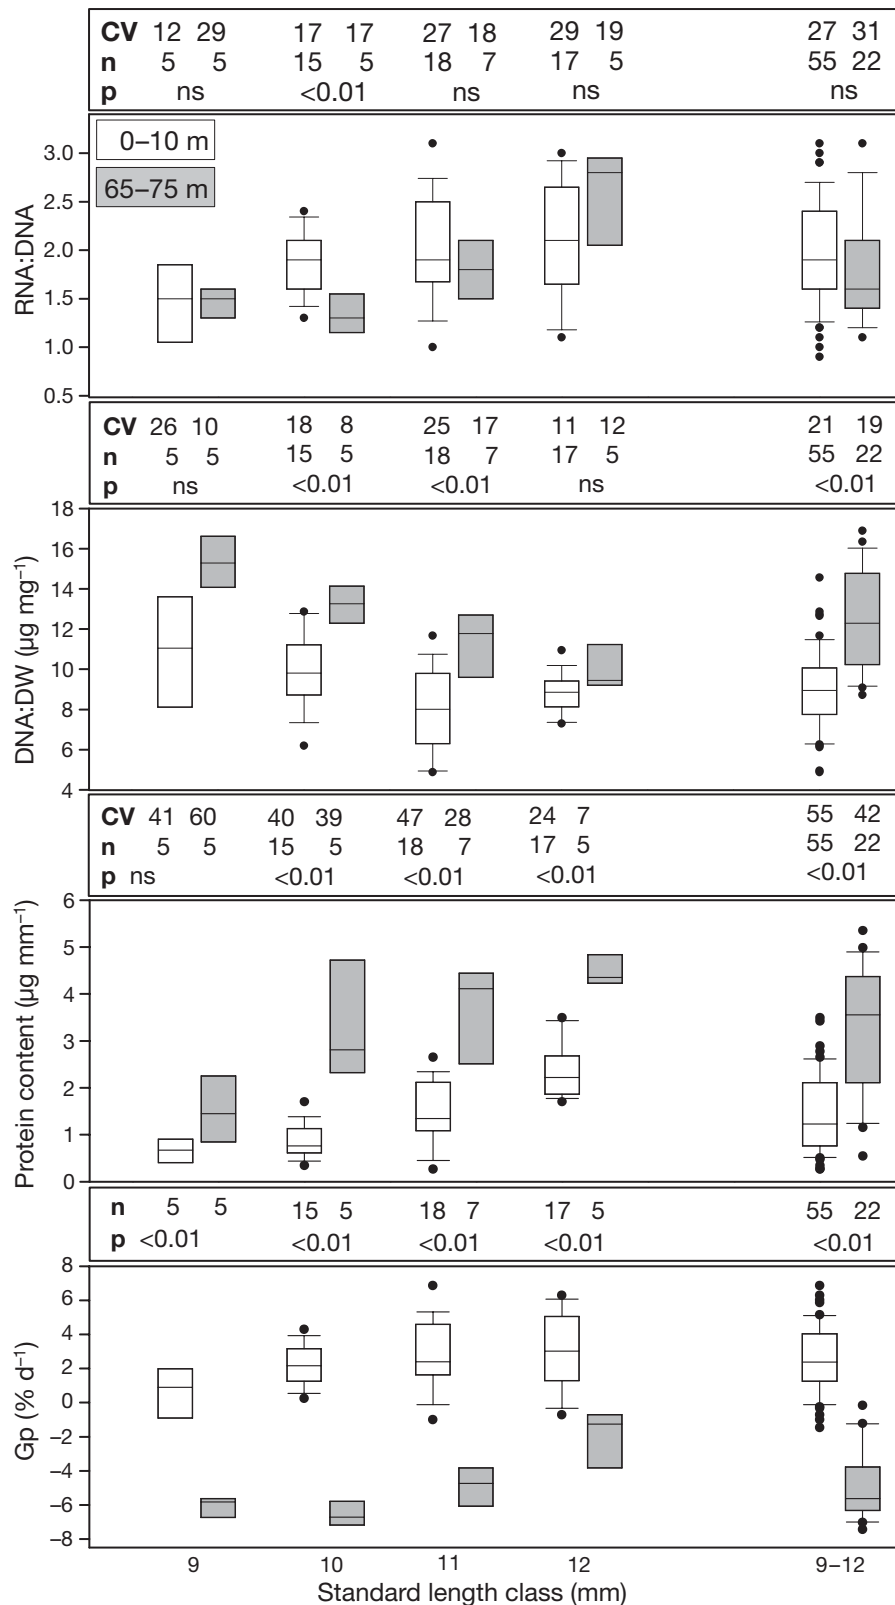 CV 12 29 17 17 27 18 29 19 27 31
n 5 5 15 5 18 7 17 5 55 22
p ns <0.01 ns ns ns
0–10 m
65–75 m
3.0
2.5
2.0
1.5
1.0
0.5
RNA:DNA
CV 26 10 18 8 25 17 11 12 21 19
n 5 5 15 5 18 7 17 5 55 22
p ns <0.01 <0.01 ns <0.01
18
16
14
12
10
8
6
4
DNA:DW (µg mg⁻¹)
CV 41 60 40 39 47 28 24 7 55 42
n 5 5 15 5 18 7 17 5 55 22
p ns <0.01 <0.01 <0.01 <0.01
6
5
4
3
2
1
0
Protein content (µg mm⁻¹)
n 5 5 15 5 18 7 17 5 55 22
p <0.01 <0.01 <0.01 <0.01 <0.01
8
6
4
2
0
−2
−4
−6
−8
Gp (% d⁻¹)
9 10 11 12 9–12
Standard length class (mm)